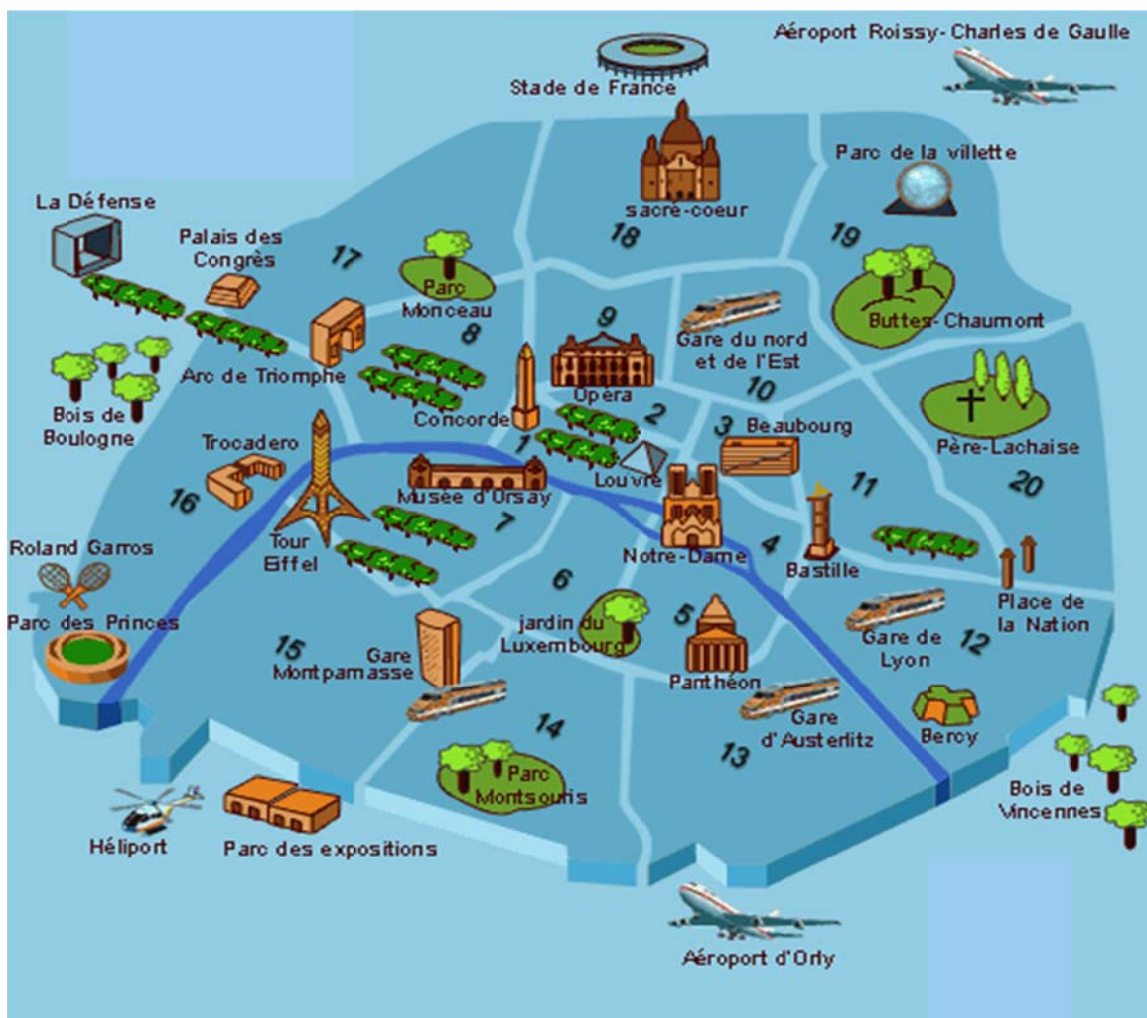 Aéroport Roissy-Charles de Gaulle
Stade de France
Parc de la villette
sacré-coeur
La Défense
Palais des
Congrès
17
18
19
Parc
Monceau
Buttes-Chaumont
8
9
Gare du nord
et de l'Est
Arc de Triomphe
Opéra
10
Concorde
Bois de
Boulogne
2
3
Beaubourg
Père-Lachaise
Trocadero
1
Louvre
11
20
16
Musée d'Orsay
7
Tour
Eiffel
Notre-Dame
4
Bastille
Roland Garros
Parc des Princes
6
jardin du
Luxembourg
5
Place de
la Nation
Gare de
Lyon
12
15
Gare
Montparnasse
Panthéon
14
Gare
d'Austerlitz
13
Bercy
Parc
Montsouris
Bois de
Vincennes
Héliport
Parc des expositions
Aéroport d'Orly